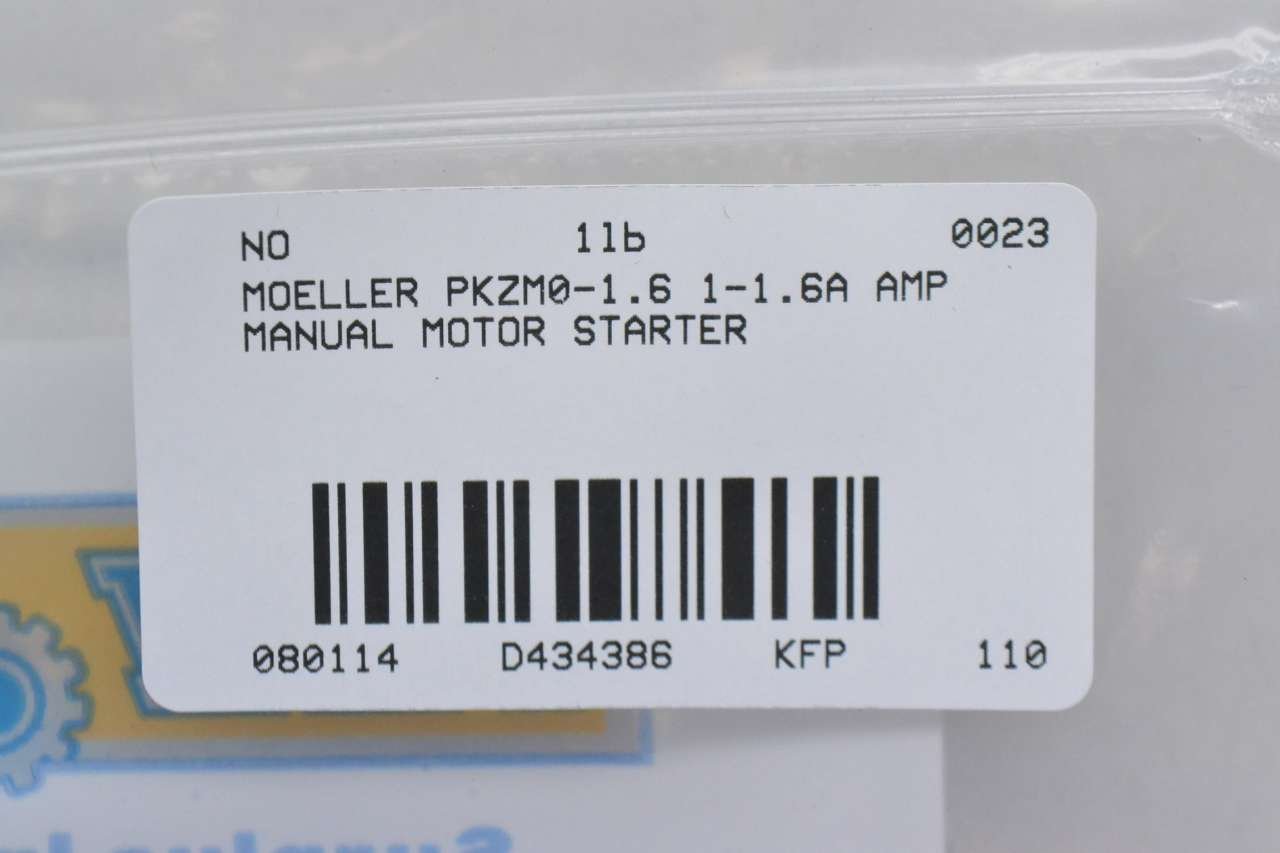 NO 1lb 0023
MOELLER PKZM0-1.6 1-1.6A AMP
MANUAL MOTOR STARTER
080114 D434386 KFP 110